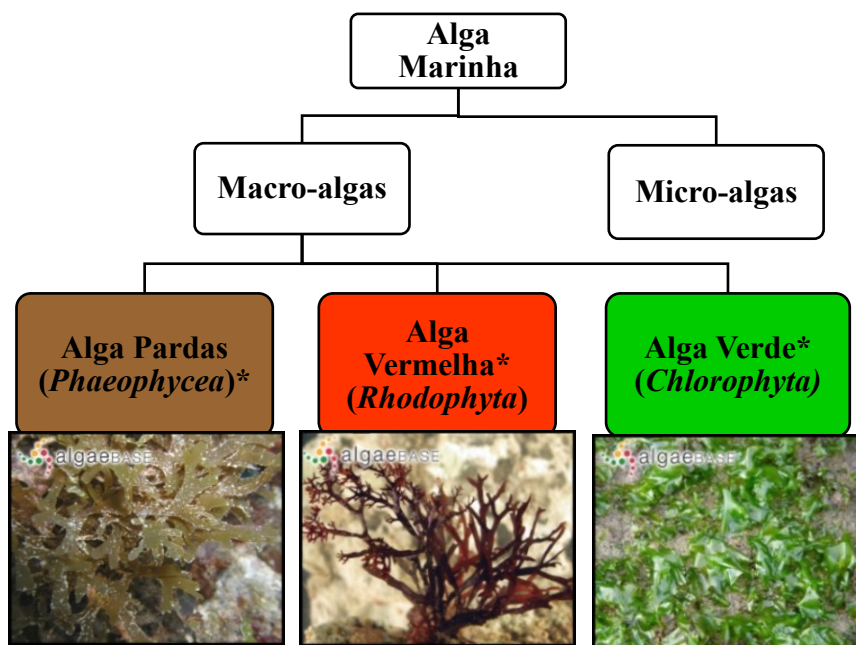 Alga
Marinha
Macro-algas
Micro-algas
Alga Pardas
(Phaeophycea)*
Alga
Vermelha*
(Rhodophyta)
Alga Verde*
(Chlorophyta)
algaeBASE
algaeBASE
algaeBASE